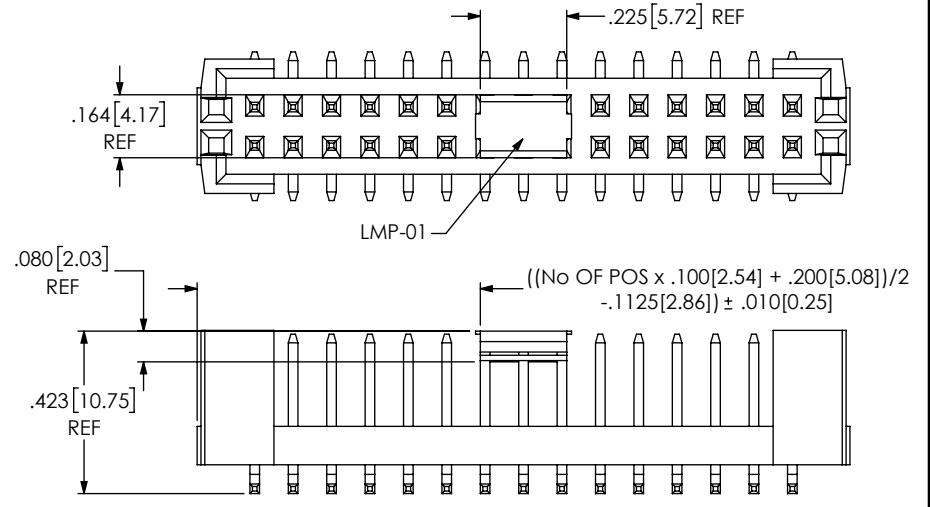 .225[5.72] REF
.164[4.17]
REF
LMP-01
.080[2.03]
REF
((No OF POS x .100[2.54] + .200[5.08])/2
-.1125[2.86]) ± .010[0.25]
.423[10.75]
REF